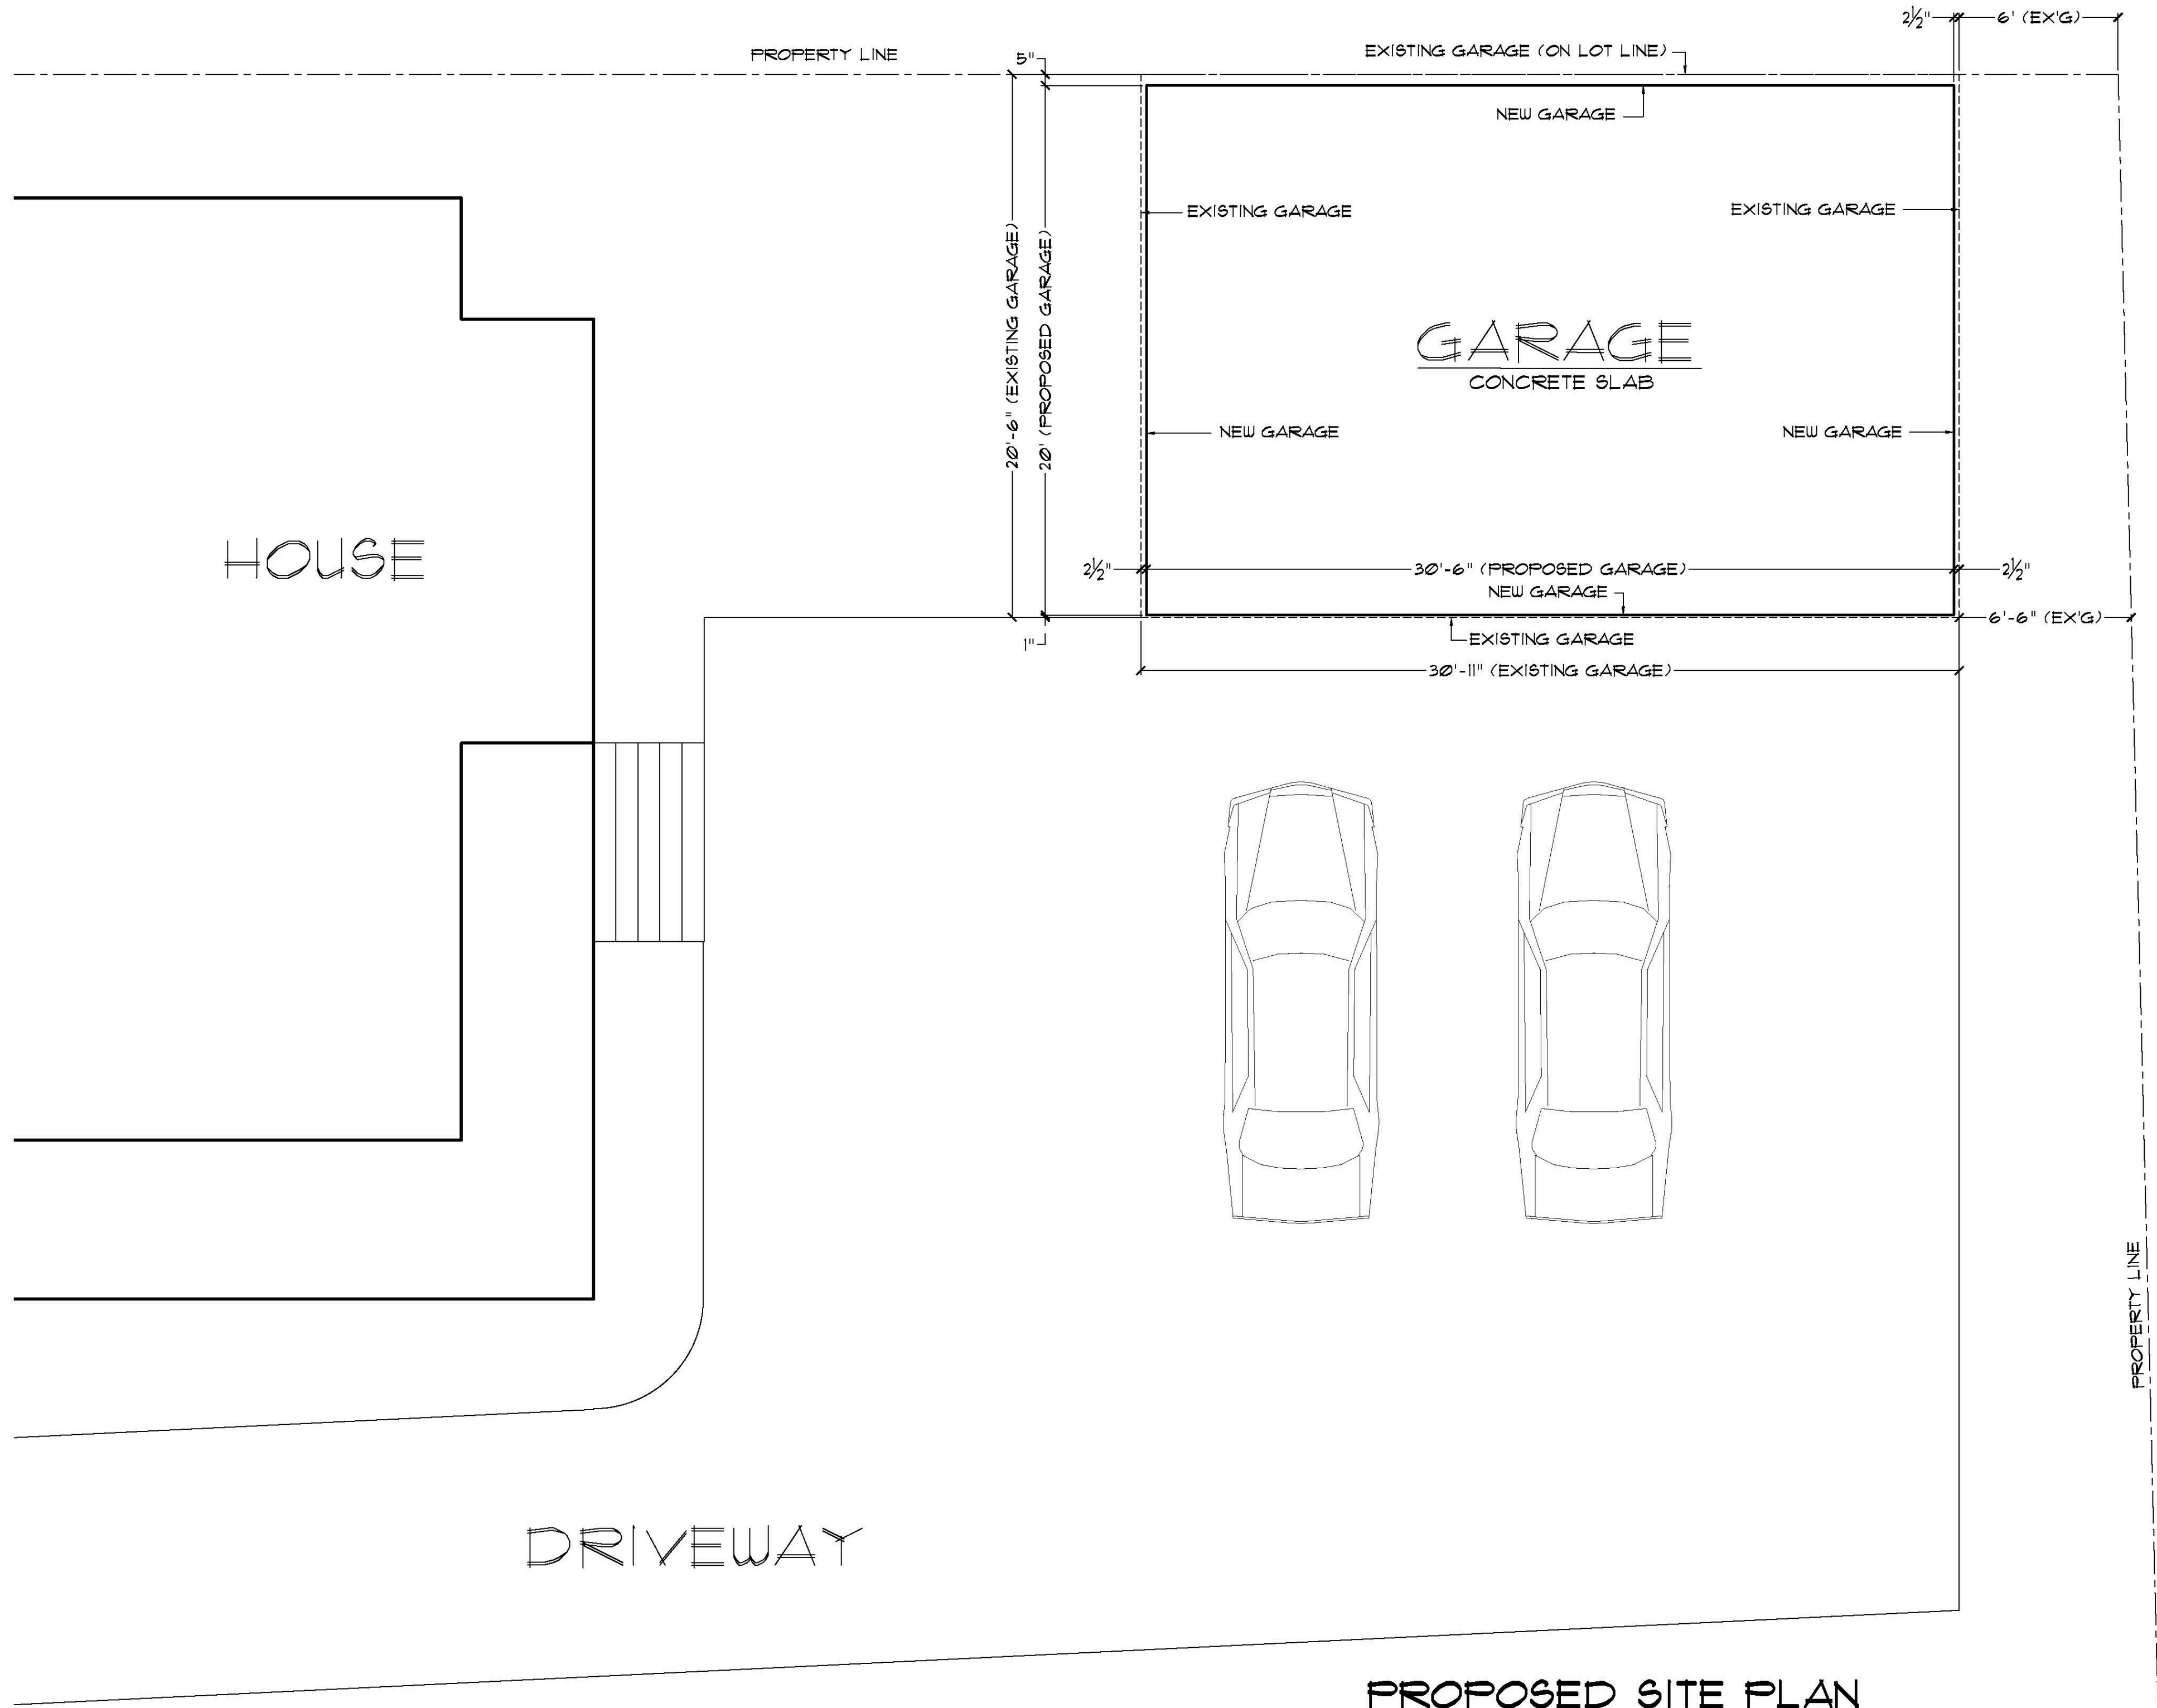 2½" 6' (EX'G)
PROPERTY LINE
5"
EXISTING GARAGE (ON LOT LINE)
NEW GARAGE
EXISTING GARAGE
EXISTING GARAGE
20'-6" (EXISTING GARAGE)
20' (PROPOSED GARAGE)
GARAGE
CONCRETE SLAB
NEW GARAGE
NEW GARAGE
HOUSE
2½" 30'-6" (PROPOSED GARAGE) 2½"
NEW GARAGE
6'-6" (EX'G)
1"
EXISTING GARAGE
30'-11" (EXISTING GARAGE)
PROPERTY LINE
DRIVEWAY
PROPOSED SITE PLAN